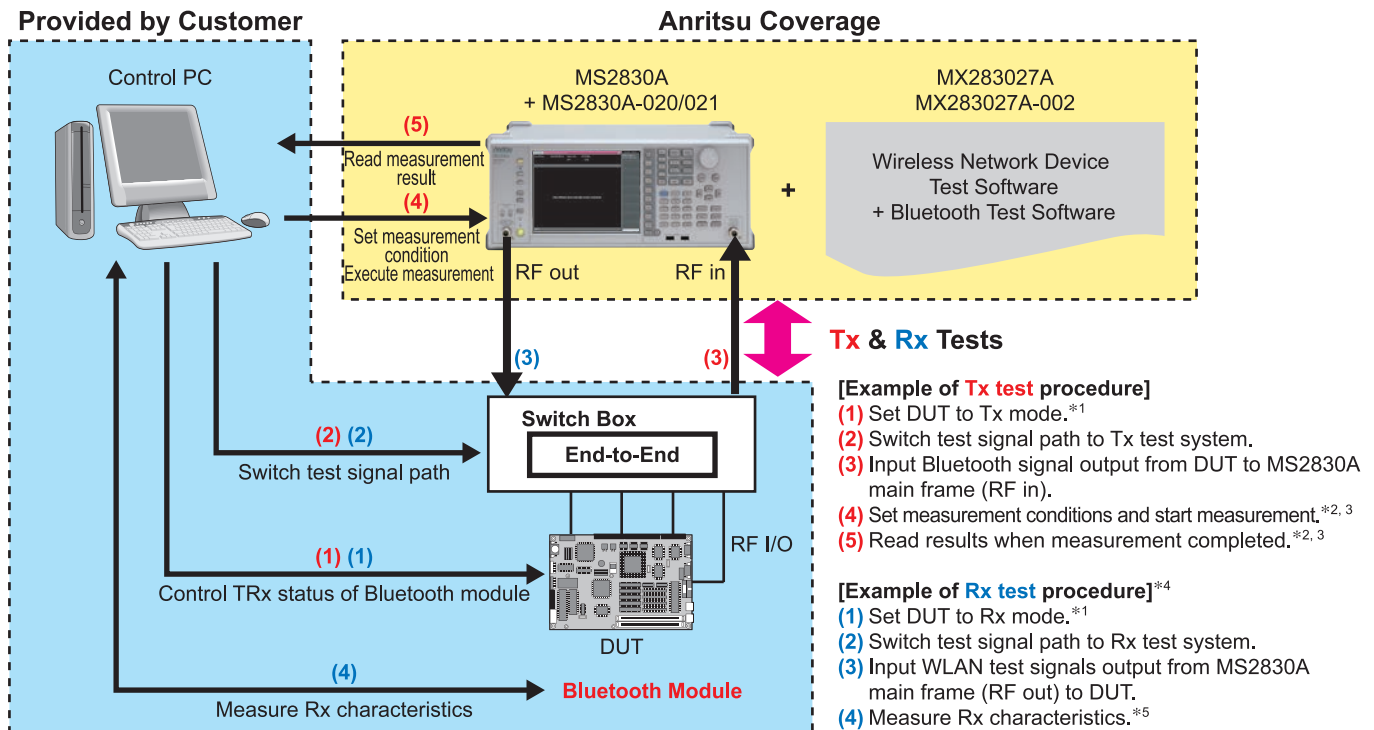 Provided by Customer
Anritsu Coverage
Control PC
MS2830A
+ MS2830A-020/021
MX283027A
MX283027A-002
(5)
Read measurement
result
(4)
Set measurement
condition
Execute measurement
+
Wireless Network Device
Test Software
+ Bluetooth Test Software
RF out
RF in
(3)
(3)
Tx & Rx Tests
Switch Box
End-to-End
(2) (2)
Switch test signal path
RF I/O
(1) (1)
Control TRx status of Bluetooth module
DUT
(4)
Bluetooth Module
Measure Rx characteristics
[Example of Tx test procedure]
(1) Set DUT to Tx mode.*1
(2) Switch test signal path to Tx test system.
(3) Input Bluetooth signal output from DUT to MS2830A
main frame (RF in).
(4) Set measurement conditions and start measurement.*2, 3
(5) Read results when measurement completed.*2, 3
[Example of Rx test procedure]*4
(1) Set DUT to Rx mode.*1
(2) Switch test signal path to Rx test system.
(3) Input WLAN test signals output from MS2830A
main frame (RF out) to DUT.
(4) Measure Rx characteristics.*5